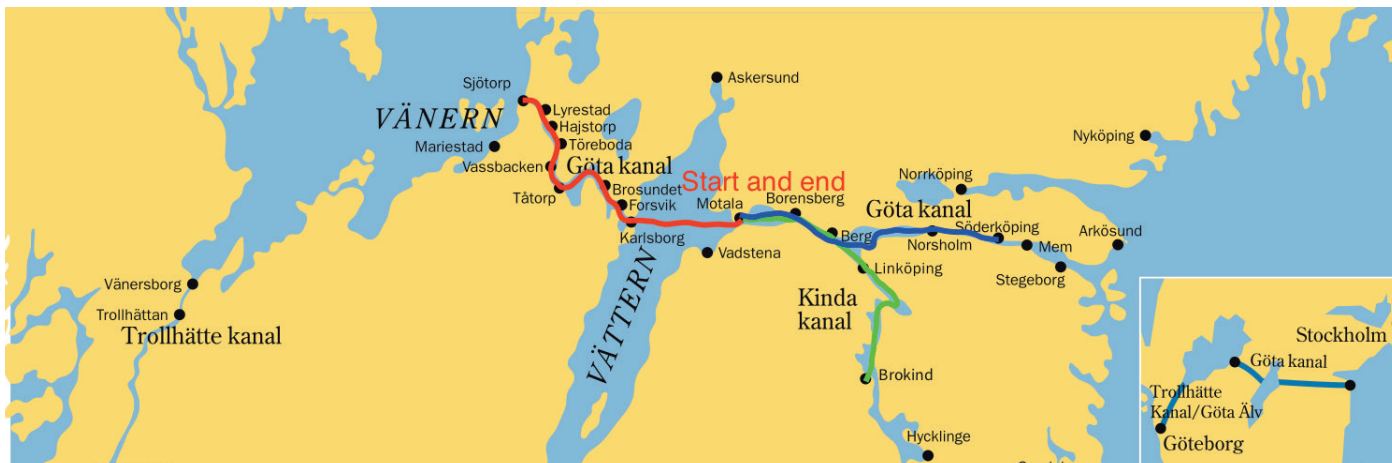 Askersund
Sjötorp
Lyrestad
VÄNERN
Hajstorp
Nyköping
Mariestad
Töreboda
Vassbacken
Göta kanal
Start and end
Norrköping
Tåtorp
Brosundet
Forsvik
Motala
Borensberg
Göta kanal
Karlsborg
Berg
Söderköping
Arkösund
Norsholm
Mem
Vadstena
Linköping
Stegeborg
Vänersborg
VÄTTERN
Kinda
kanal
Trollhättan
Trollhätte kanal
Stockholm
Göta kanal
Brokind
Trollhätte
Kanal/Göta Älv
Göteborg
Hycklinge